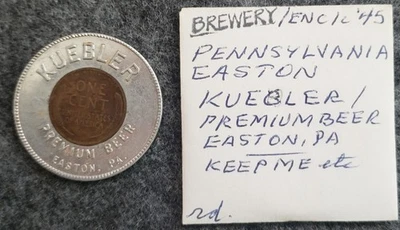 KUEBLER
ONE
CENT
PREMIUM BEER
EASTON, PA.
BREWERY/ENC/¢'45
PENNSYLVANIA
EASTON
KUEBLER/
PREMIUM BEER
EASTON, PA
KEEP ME etc
rd.